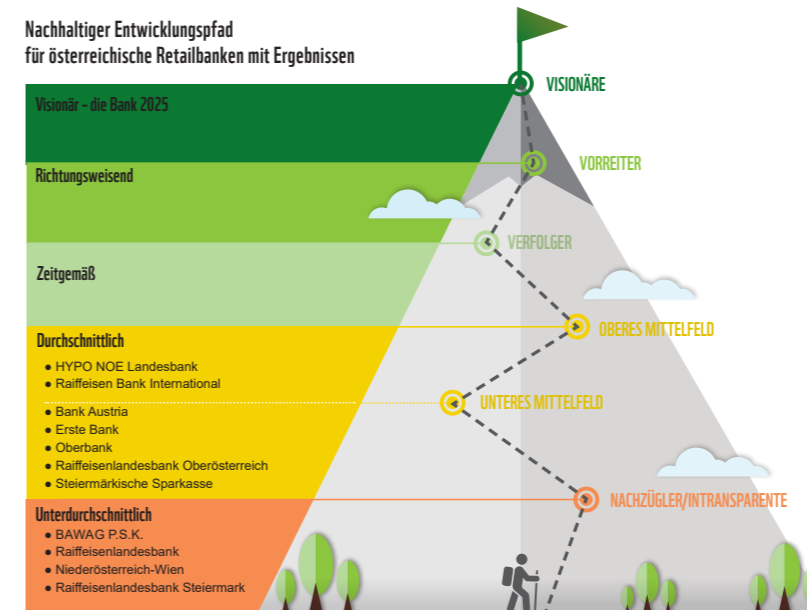 Nachhaltiger Entwicklungspfad
für österreichische Retailbanken mit Ergebnissen
VISIONÄRE
Visionär – die Bank 2025
VORREITER
Richtungsweisend
VERFOLGER
Zeitgemäß
OBERES MITTELFELD
Durchschnittlich
● HYPO NOE Landesbank
● Raiffeisen Bank International
UNTERES MITTELFELD
● Bank Austria
● Erste Bank
● Oberbank
● Raiffeisenlandesbank Oberösterreich
● Steiermärkische Sparkasse
NACHZÜGLER/INTRANSPARENTE
Unterdurchschnittlich
● BAWAG P.S.K.
● Raiffeisenlandesbank
● Niederösterreich-Wien
● Raiffeisenlandesbank Steiermark